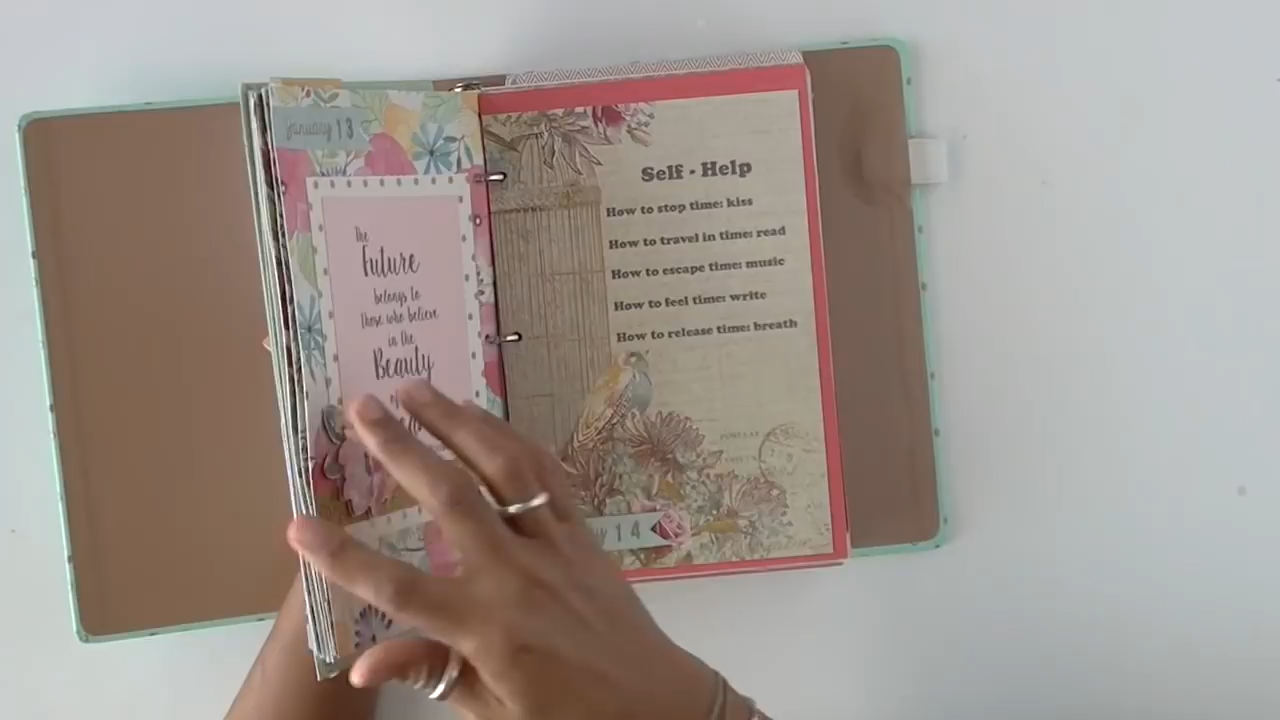 January 13
The
Future
belongs to
those who believe
in the
Beauty
of
Self - Help
How to stop time: kiss
How to travel in time: read
How to escape time: music
How to feel time: write
How to release time: breath
14